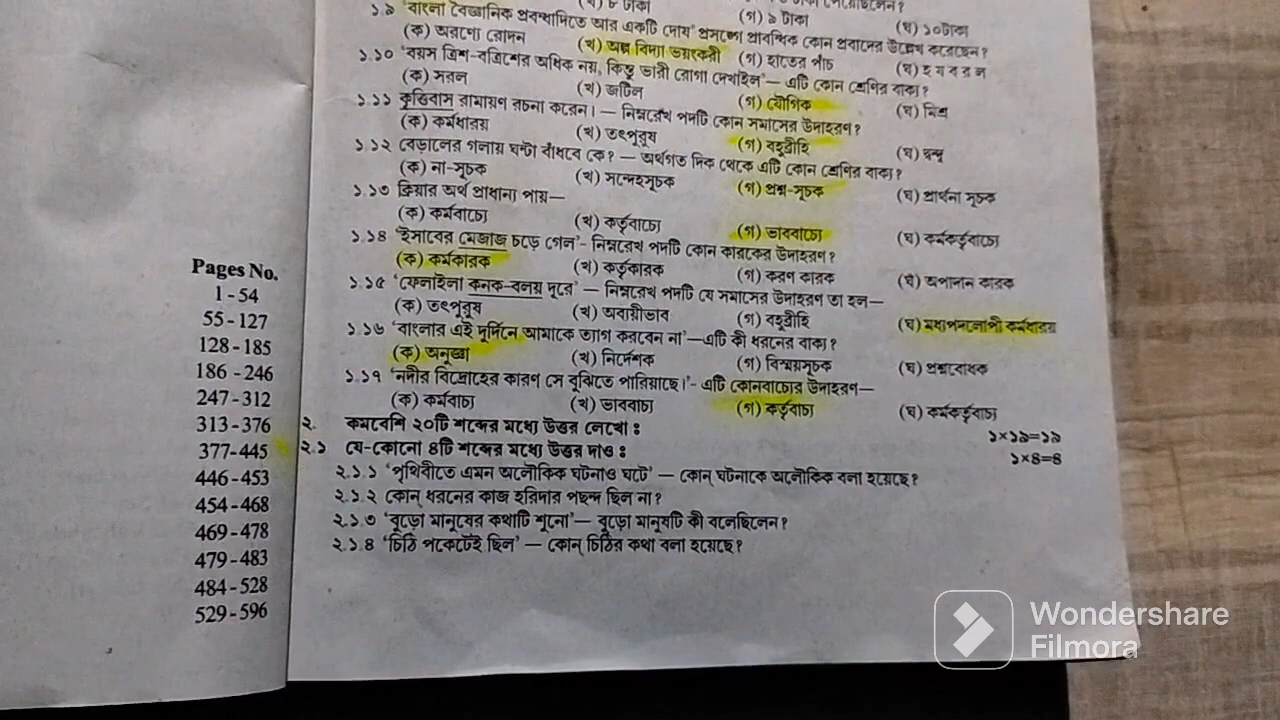 (খ) ৮ টাকা (গ) ৯ টাকা (ঘ) ১০টাকা
১.৯ 'বাংলা বৈজ্ঞানিক প্রবন্ধাদিতে আর একটি দোষ' প্রসঙ্গে প্রাবন্ধিক কোন প্রবাদের উল্লেখ করেছেন?
(ক) অরণ্যে রোদন (খ) অল্প বিদ্যা ভয়ংকরী (গ) হাতের পাঁচ (ঘ) হ য ব র ল
১.১০ 'বয়স ত্রিশ-বত্রিশের অধিক নয়, কিন্তু ভারী রোগা দেখাইল'— এটি কোন শ্রেণির বাক্য?
(ক) সরল (খ) জটিল (গ) যৌগিক (ঘ) মিশ্র
১.১১ কৃত্তিবাস রামায়ণ রচনা করেন। — নিম্নরেখ পদটি কোন সমাসের উদাহরণ?
(ক) কর্মধারয় (খ) তৎপুরুষ (গ) বহুব্রীহি (ঘ) দ্বন্দ্ব
১.১২ বেড়ালের গলায় ঘন্টা বাঁধবে কে? — অর্থগত দিক থেকে এটি কোন শ্রেণির বাক্য?
(ক) না-সূচক (খ) সন্দেহসূচক (গ) প্রশ্ন-সূচক (ঘ) প্রার্থনা সূচক
১.১৩ ক্রিয়ার অর্থ প্রাধান্য পায়—
(ক) কর্মবাচ্যে (খ) কর্তৃবাচ্যে (গ) ভাববাচ্যে (ঘ) কর্মকর্তৃবাচ্যে
১.১৪ 'ইসাবের মেজাজ চড়ে গেল'- নিম্নরেখ পদটি কোন কারকের উদাহরণ?
(ক) কর্মকারক (খ) কর্তৃকারক (গ) করণ কারক (ঘ) অপাদান কারক
১.১৫ 'ফেলাইলা কনক-বলয় দূরে' — নিম্নরেখ পদটি যে সমাসের উদাহরণ তা হল—
(ক) তৎপুরুষ (খ) অব্যয়ীভাব (গ) বহুব্রীহি (ঘ) মধ্যপদলোপী কর্মধারয়
১.১৬ 'বাংলার এই দুর্দিনে আমাকে ত্যাগ করবেন না'—এটি কী ধরনের বাক্য?
(ক) অনুজ্ঞা (খ) নির্দেশক (গ) বিস্ময়সূচক (ঘ) প্রশ্নবোধক
১.১৭ 'নদীর বিদ্রোহের কারণ সে বুঝিতে পারিয়াছে।'- এটি কোনবাচ্যের উদাহরণ—
(ক) কর্মবাচ্য (খ) ভাববাচ্য (গ) কর্তৃবাচ্য (ঘ) কর্মকর্তৃবাচ্য
২. কমবেশি ২০টি শব্দের মধ্যে উত্তর লেখো : ১×১৯=১৯
২.১ যে-কোনো ৪টি শব্দের মধ্যে উত্তর দাও : ১×৪=৪
২.১.১ 'পৃথিবীতে এমন অলৌকিক ঘটনাও ঘটে' — কোন্ ঘটনাকে অলৌকিক বলা হয়েছে?
২.১.২ কোন্ ধরনের কাজ হরিদার পছন্দ ছিল না?
২.১.৩ 'বুড়ো মানুষের কথাটি শুনো'— বুড়ো মানুষটি কী বলেছিলেন?
২.১.৪ 'চিঠি পকেটেই ছিল' — কোন্ চিঠির কথা বলা হয়েছে?
Pages No.
1-54
55-127
128-185
186-246
247-312
313-376
377-445
446-453
454-468
469-478
479-483
484-528
529-596
Wondershare
Filmora